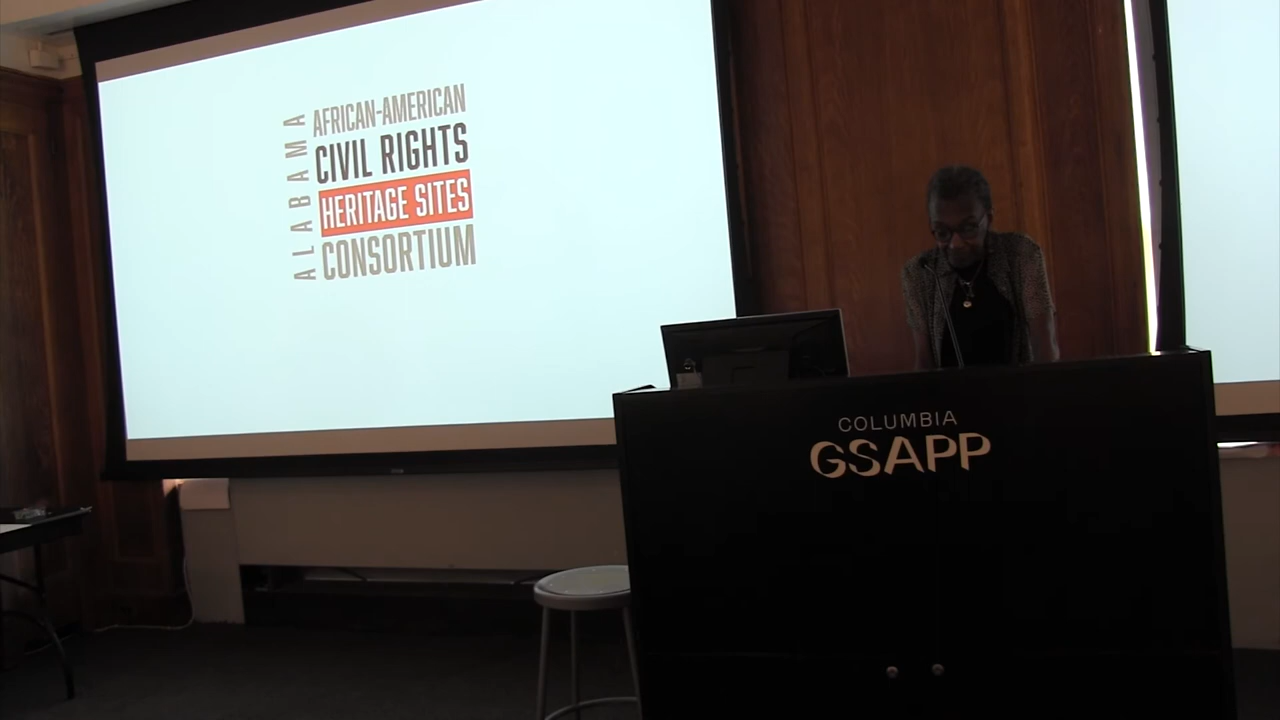 ALABAMA
AFRICAN-AMERICAN
CIVIL RIGHTS
HERITAGE SITES
CONSORTIUM
COLUMBIA
GSAPP